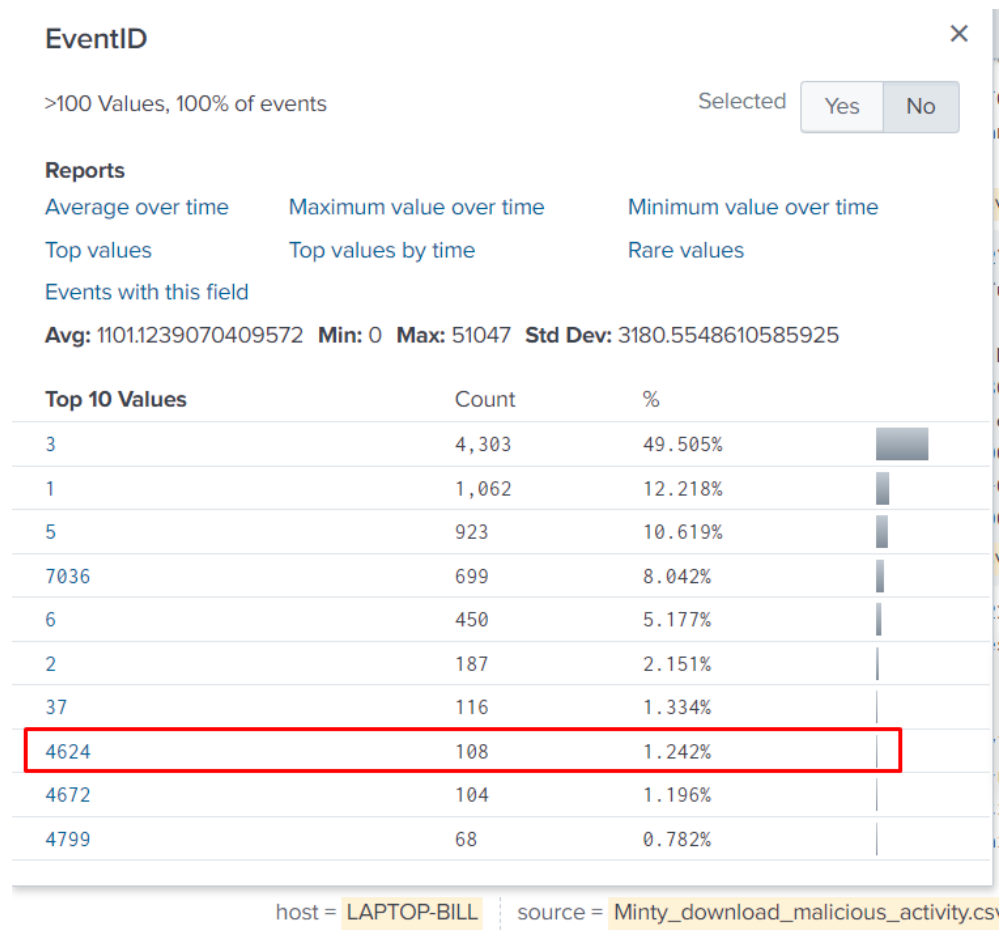 EventID ×
>100 Values, 100% of events Selected Yes No
Reports
Average over time Maximum value over time Minimum value over time
Top values Top values by time Rare values
Events with this field
Avg: 1101.1239070409572 Min: 0 Max: 51047 Std Dev: 3180.5548610585925
Top 10 Values Count %
3 4,303 49.505%
1 1,062 12.218%
5 923 10.619%
7036 699 8.042%
6 450 5.177%
2 187 2.151%
37 116 1.334%
4624 108 1.242%
4672 104 1.196%
4799 68 0.782%
host = LAPTOP-BILL source = Minty_download_malicious_activity.csv